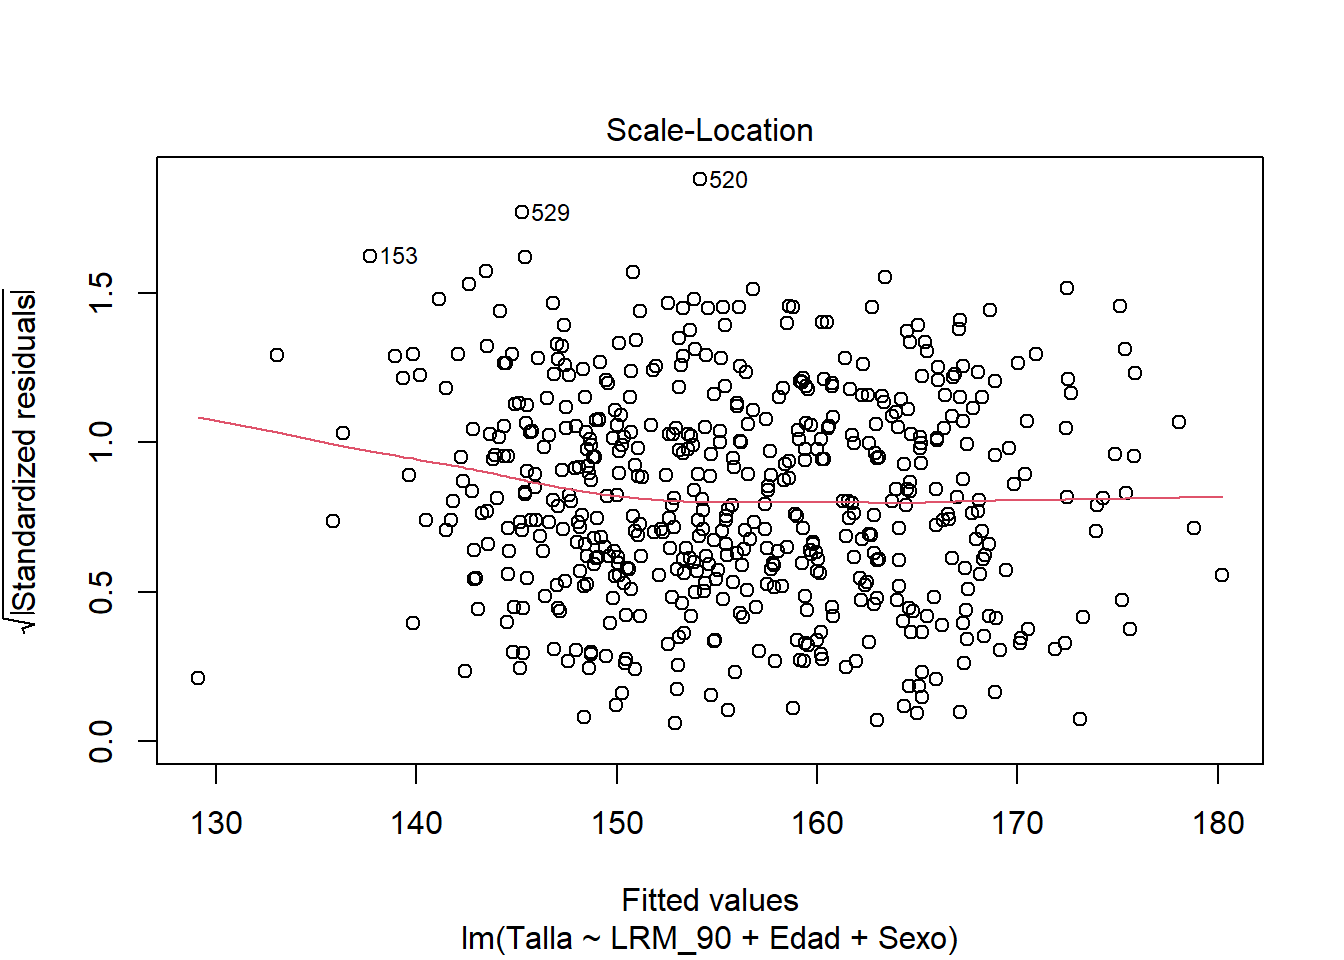 Scale-Location
520
529
153
√|Standardized residuals|
1.5
1.0
0.5
0.0
130 140 150 160 170 180
Fitted values
lm(Talla ~ LRM_90 + Edad + Sexo)